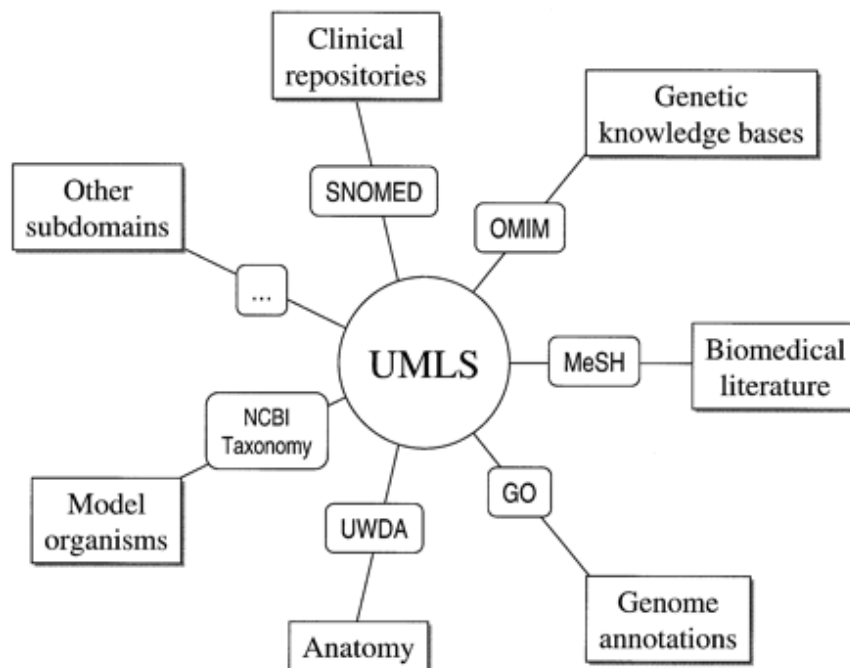 Clinical
repositories
Genetic
knowledge bases
SNOMED
Other
subdomains
OMIM
...
UMLS
MeSH
Biomedical
literature
NCBI
Taxonomy
GO
Model
organisms
UWDA
Genome
annotations
Anatomy